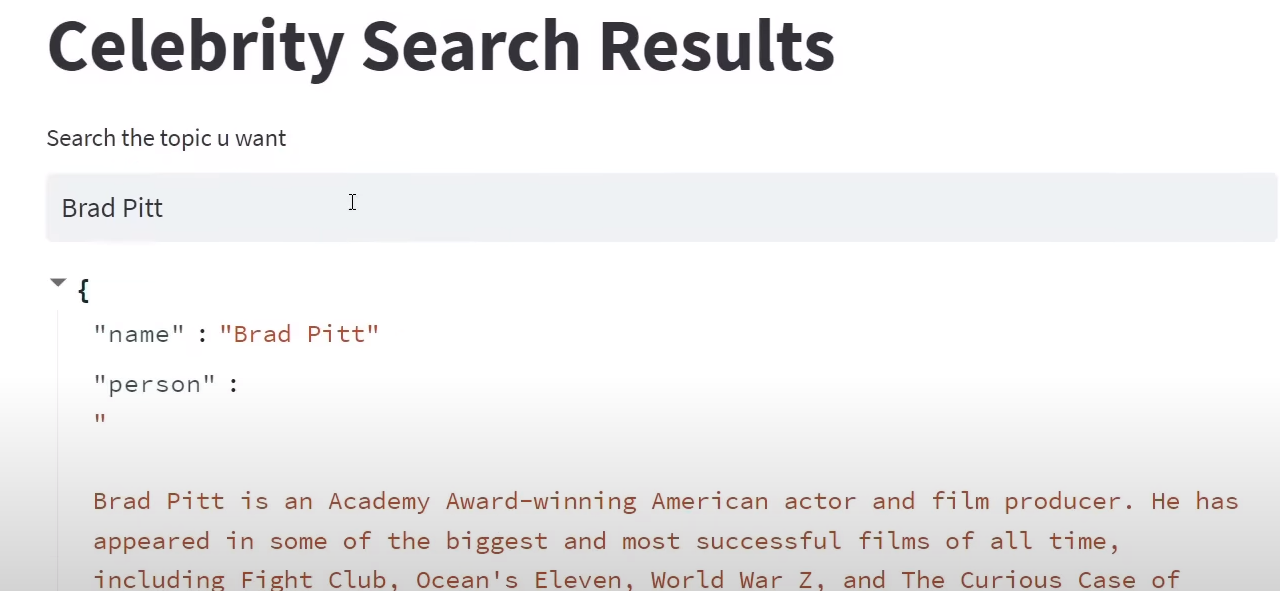 Celebrity Search Results
Search the topic u want
Brad Pitt
{
"name" : "Brad Pitt"
"person" :
"
Brad Pitt is an Academy Award-winning American actor and film producer. He has
appeared in some of the biggest and most successful films of all time,
including Fight Club, Ocean's Eleven, World War Z, and The Curious Case of